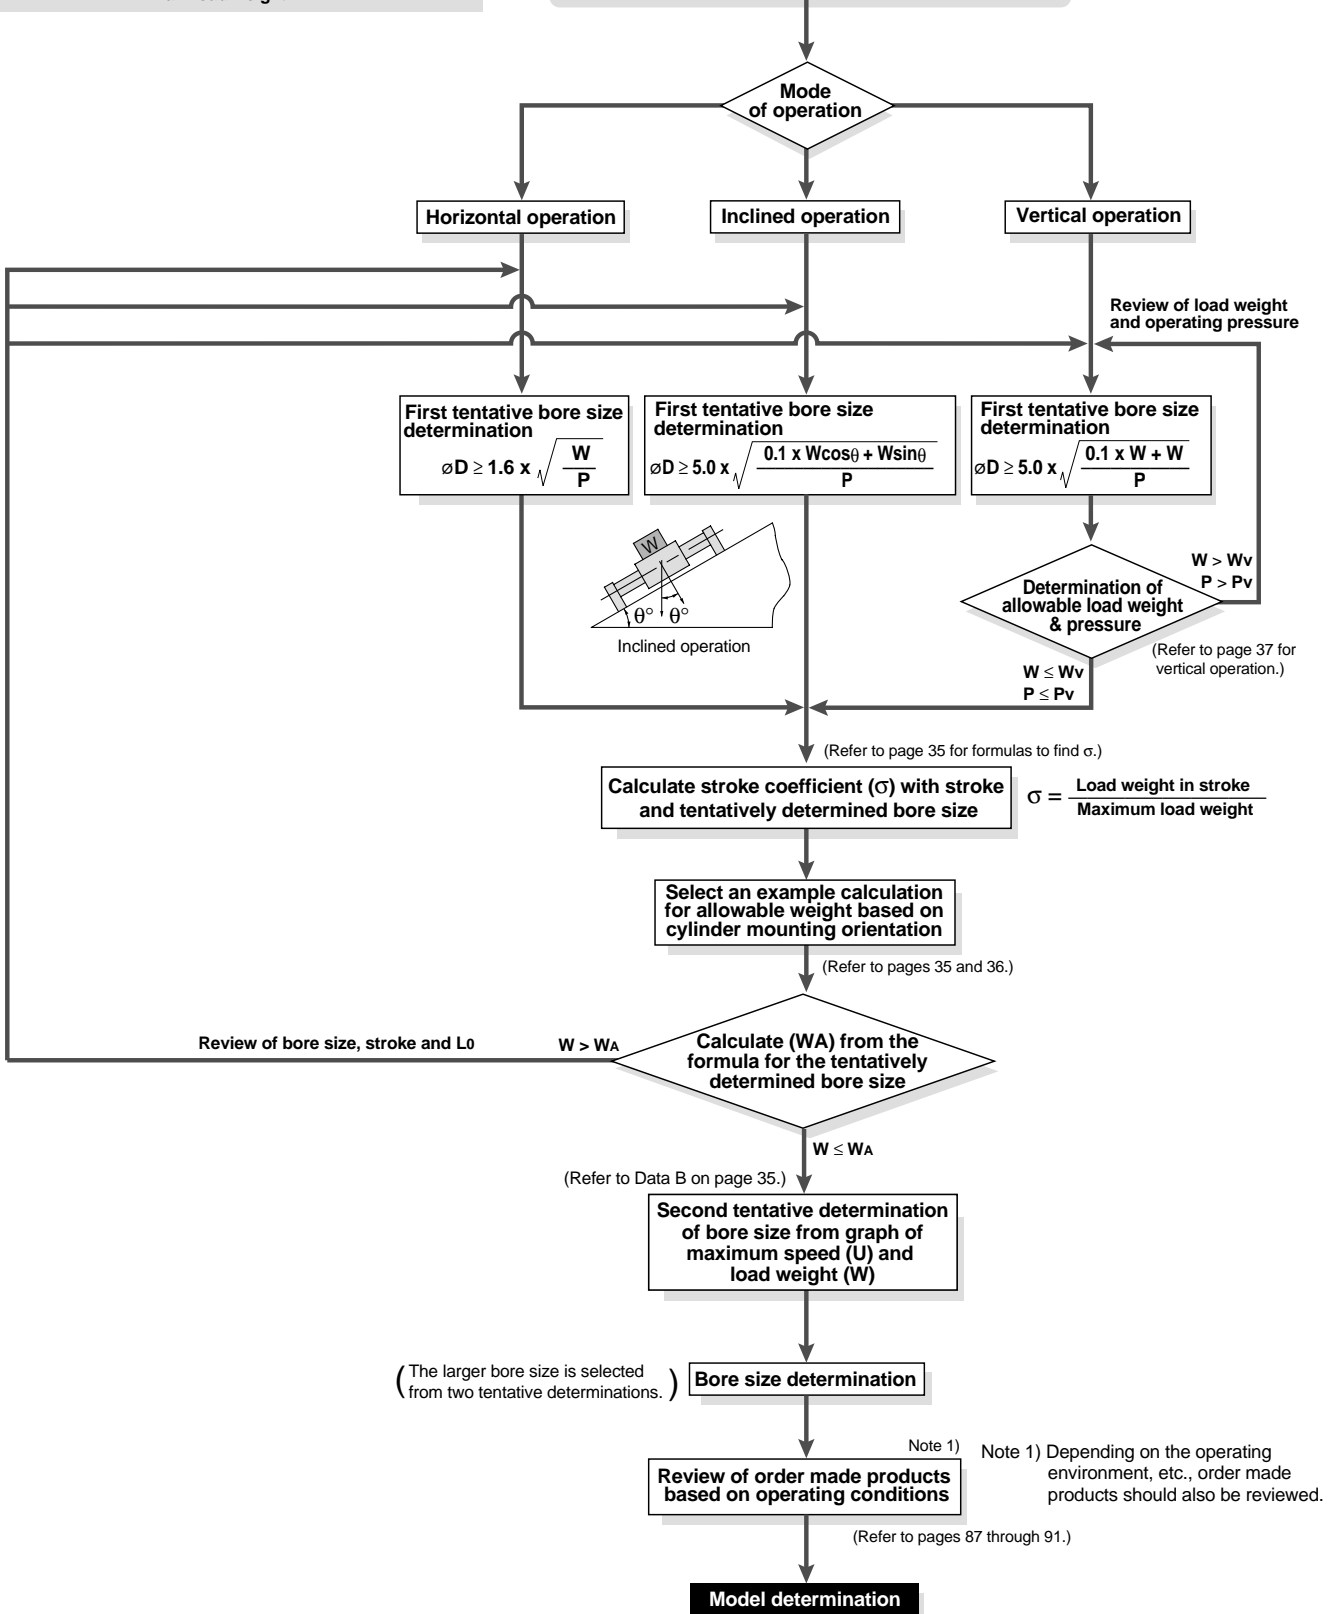 Mode
of operation
Horizontal operation
Inclined operation
Vertical operation
Review of load weight
and operating pressure
First tentative bore size
determination
øD ≥ 1.6 x √ W
P
First tentative bore size
determination
øD ≥ 5.0 x √ 0.1 x Wcosθ + Wsinθ
P
First tentative bore size
determination
øD ≥ 5.0 x √ 0.1 x W + W
P
W
θ° θ°
Inclined operation
W > Wv
P > Pv
Determination of
allowable load weight
& pressure
(Refer to page 37 for
vertical operation.)
W ≤ Wv
P ≤ Pv
(Refer to page 35 for formulas to find σ.)
Calculate stroke coefficient (σ) with stroke
and tentatively determined bore size
σ = Load weight in stroke
Maximum load weight
Select an example calculation
for allowable weight based on
cylinder mounting orientation
(Refer to pages 35 and 36.)
Review of bore size, stroke and L0
W > WA
Calculate (WA) from the
formula for the tentatively
determined bore size
W ≤ WA
(Refer to Data B on page 35.)
Second tentative determination
of bore size from graph of
maximum speed (U) and
load weight (W)
(The larger bore size is selected
from two tentative determinations.)
Bore size determination
Note 1)
Review of order made products
based on operating conditions
Note 1) Depending on the operating
environment, etc., order made
products should also be reviewed.
(Refer to pages 87 through 91.)
Model determination